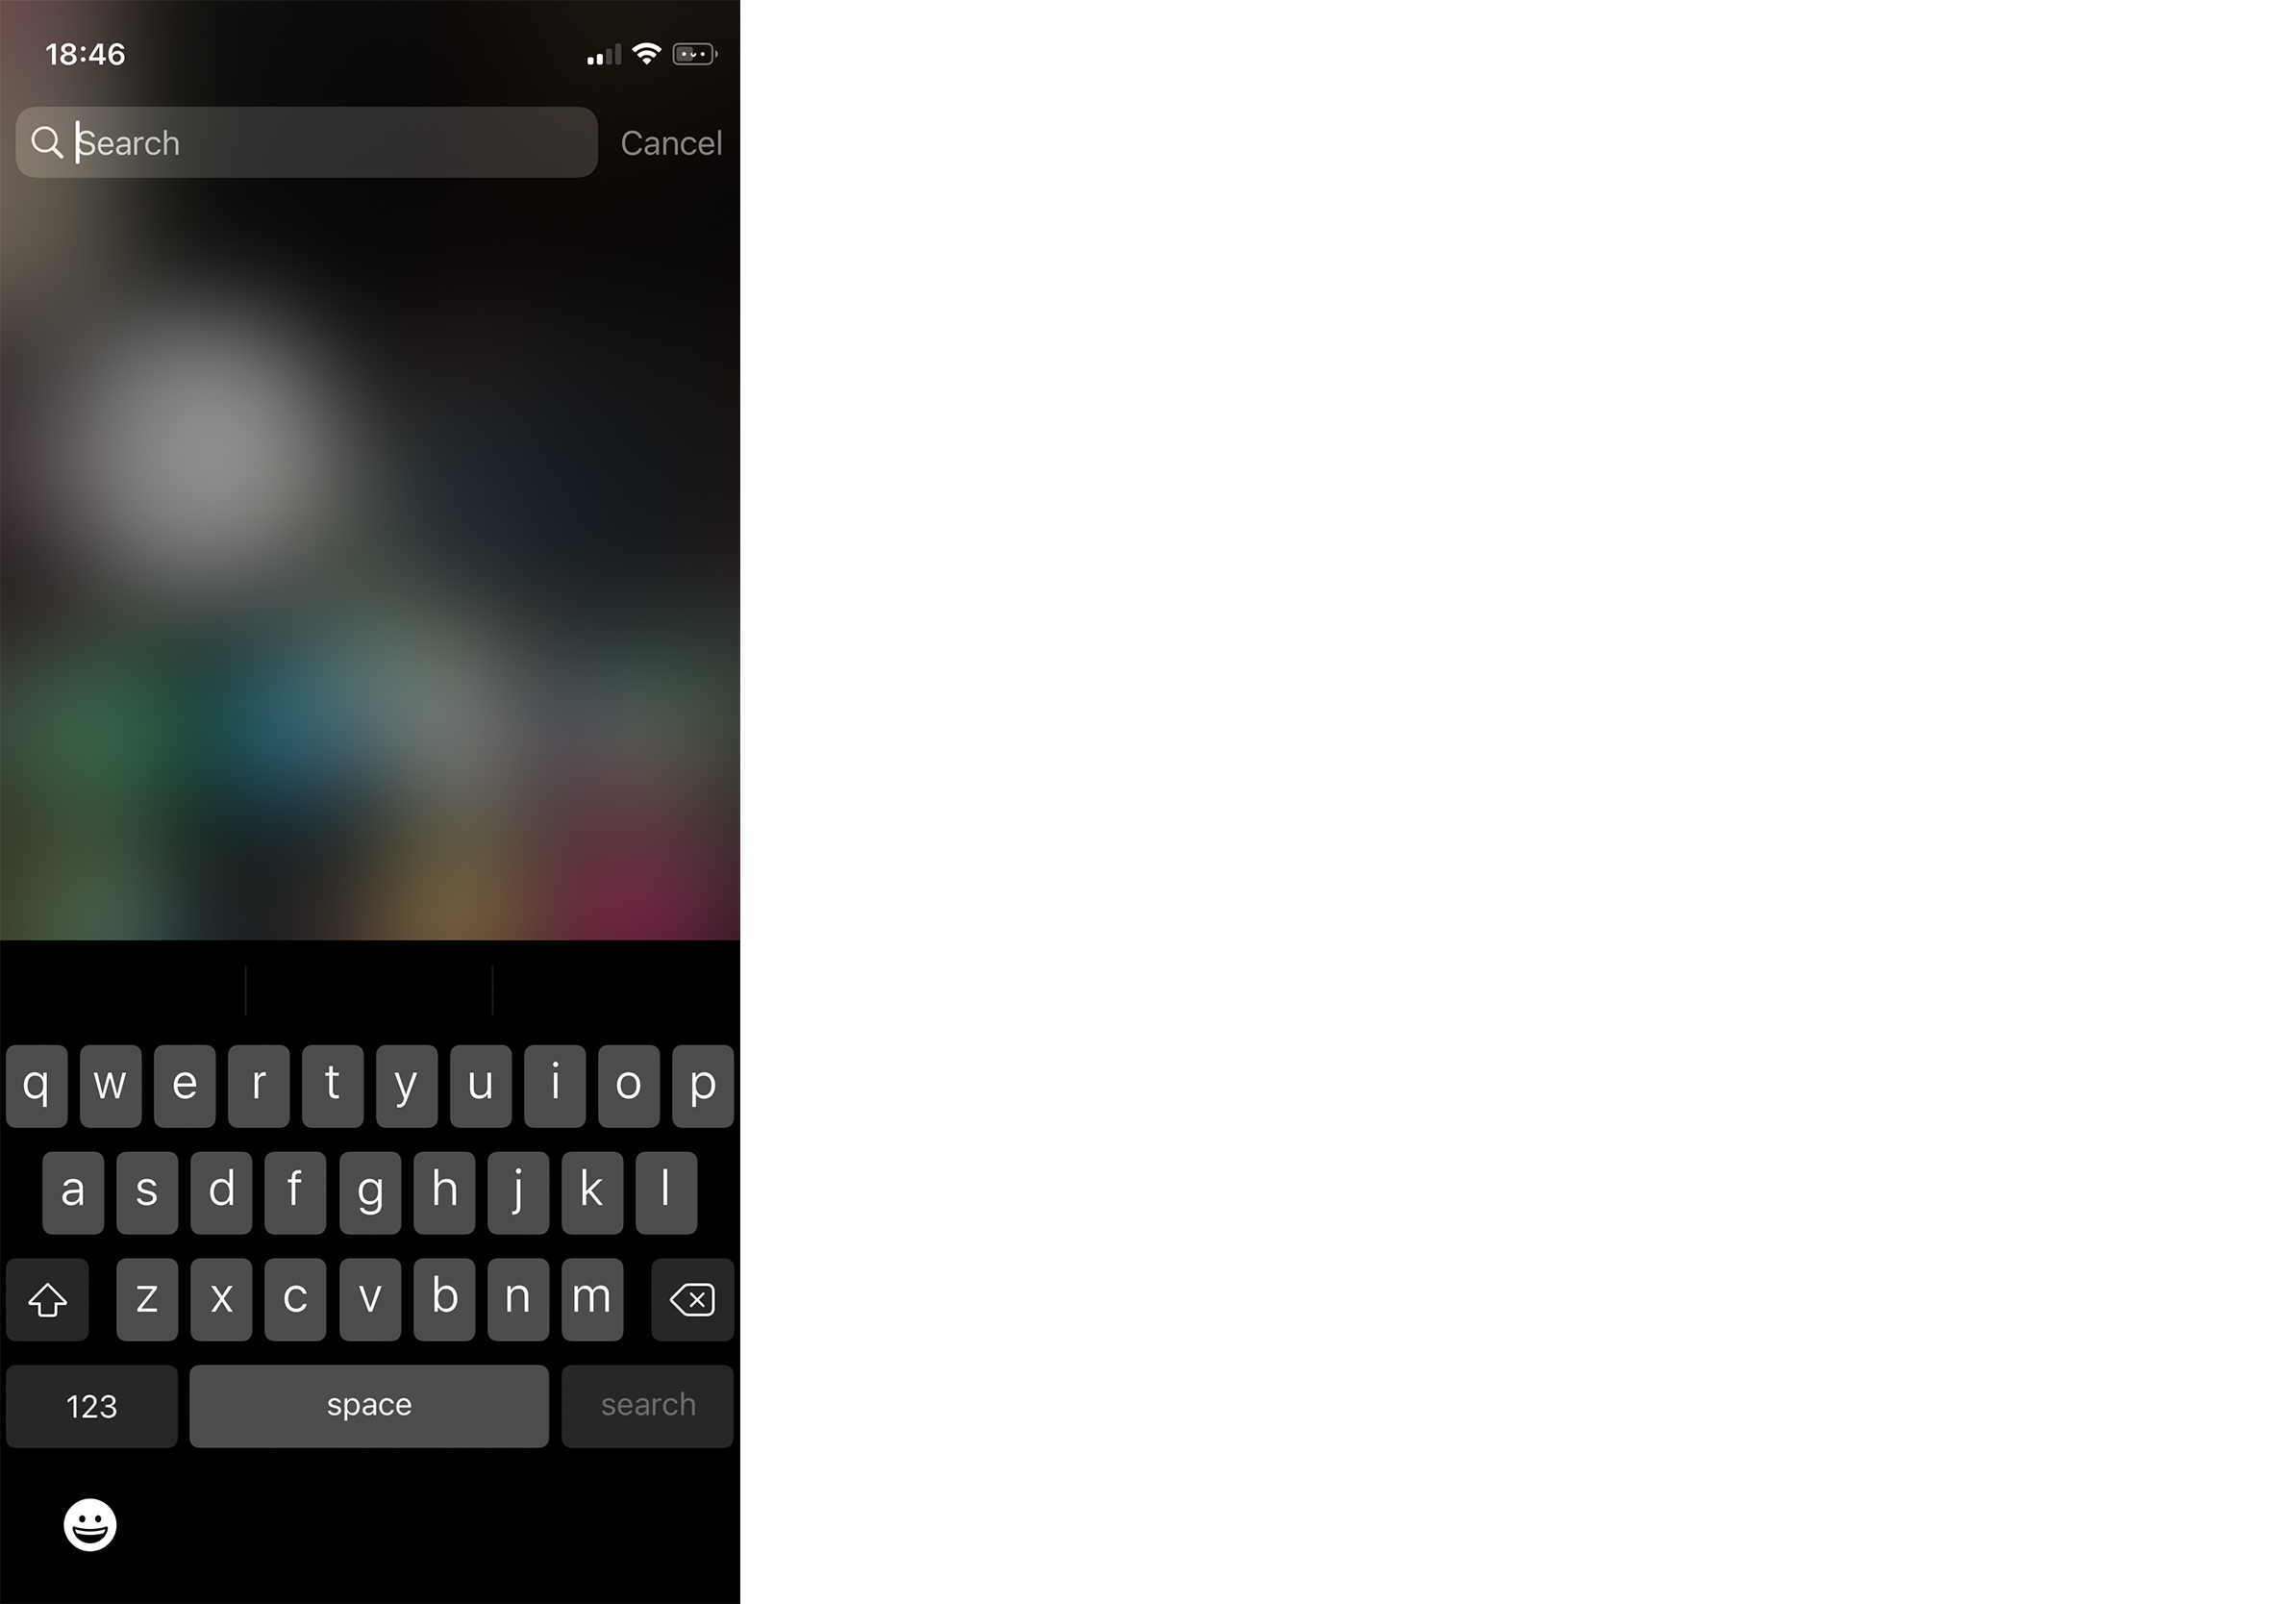 18:46
Search Cancel
q w e r t y u i o p
a s d f g h j k l
z x c v b n m
123 space search